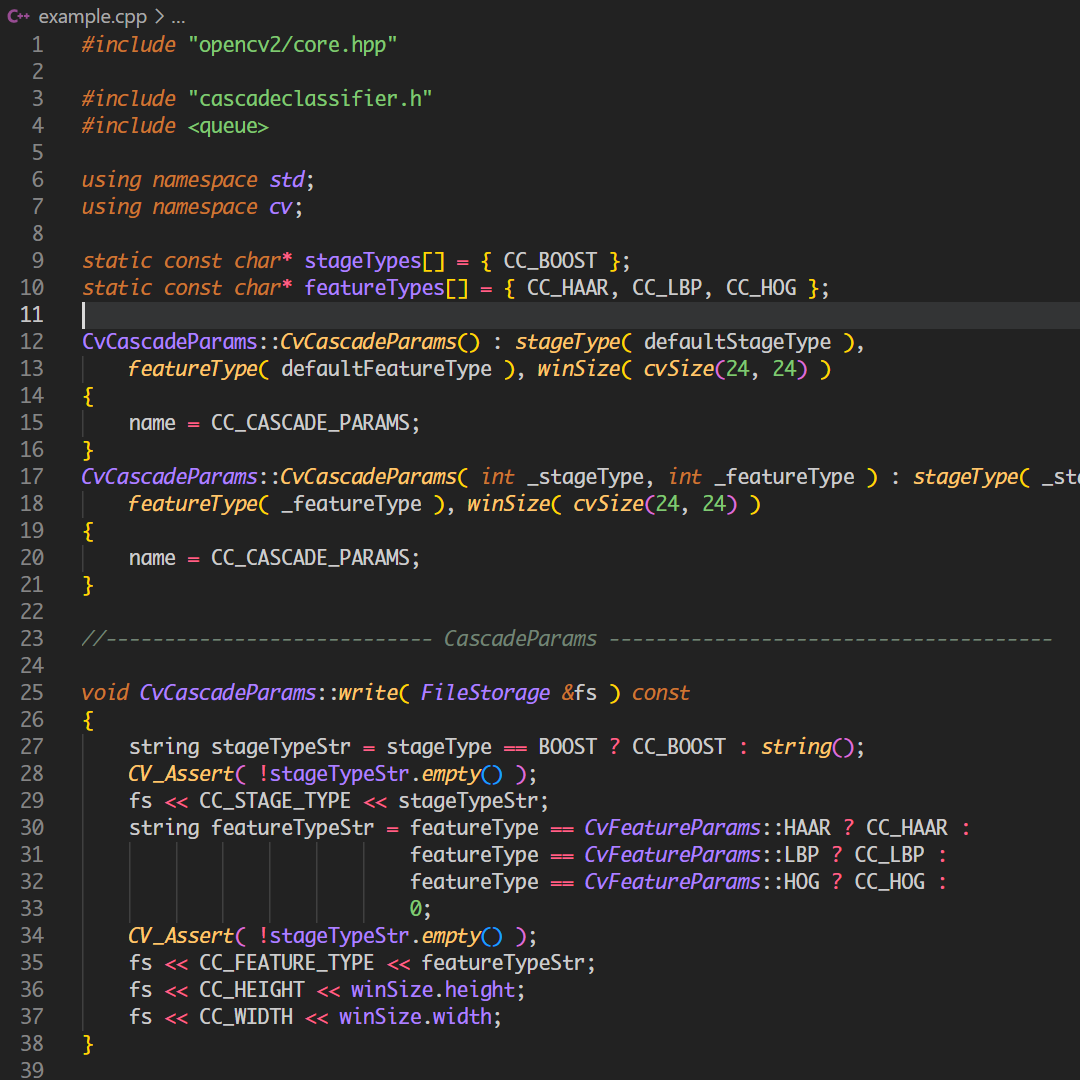 C++ example.cpp > ...
1 #include "opencv2/core.hpp"
2
3 #include "cascadeclassifier.h"
4 #include <queue>
5
6 using namespace std;
7 using namespace cv;
8
9 static const char* stageTypes[] = { CC_BOOST };
10 static const char* featureTypes[] = { CC_HAAR, CC_LBP, CC_HOG };
11
12 CvCascadeParams::CvCascadeParams() : stageType( defaultStageType ),
13     featureType( defaultFeatureType ), winSize( cvSize(24, 24) )
14 {
15     name = CC_CASCADE_PARAMS;
16 }
17 CvCascadeParams::CvCascadeParams( int _stageType, int _featureType ) : stageType(
18     featureType( _featureType ), winSize( cvSize(24, 24) )
19 {
20     name = CC_CASCADE_PARAMS;
21 }
22
23 //---------------------------- CascadeParams --------------------------------------
24
25 void CvCascadeParams::write( FileStorage &fs ) const
26 {
27     string stageTypeStr = stageType == BOOST ? CC_BOOST : string();
28     CV_Assert( !stageTypeStr.empty() );
29     fs << CC_STAGE_TYPE << stageTypeStr;
30     string featureTypeStr = featureType == CvFeatureParams::HAAR ? CC_HAAR :
31                             featureType == CvFeatureParams::LBP ? CC_LBP :
32                             featureType == CvFeatureParams::HOG ? CC_HOG :
33                             0;
34     CV_Assert( !stageTypeStr.empty() );
35     fs << CC_FEATURE_TYPE << featureTypeStr;
36     fs << CC_HEIGHT << winSize.height;
37     fs << CC_WIDTH << winSize.width;
38 }
39